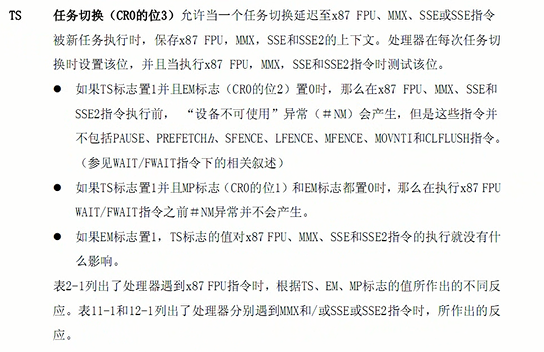 TS 任务切换（CR0的位3）允许当一个任务切换延迟至x87 FPU、MMX、SSE或SSE指令
被新任务执行时，保存x87 FPU，MMX，SSE和SSE2的上下文。处理器在每次任务切
换时设置该位，并且当执行x87 FPU，MMX，SSE和SSE2指令时测试该位。
● 如果TS标志置1并且EM标志（CR0的位2）置0时，那么在x87 FPU、MMX、SSE和
SSE2指令执行前， “设备不可使用”异常（＃NM）会产生，但是这些指令并
不包括PAUSE、PREFETCHh、SFENCE、LFENCE、MFENCE、MOVNTI和CLFLUSH指令。
（参见WAIT/FWAIT指令下的相关叙述）
● 如果TS标志置1并且MP标志（CR0的位1）和EM标志都置0时，那么在执行x87 FPU
WAIT/FWAIT指令之前＃NM异常并不会产生。
● 如果EM标志置1，TS标志的值对x87 FPU、MMX、SSE和SSE2指令的执行就没有什
么影响。
表2-1列出了处理器遇到x87 FPU指令时，根据TS、EM、MP标志的值所作出的不同反
应。表11-1和12-1列出了处理器分别遇到MMX和/或SSE或SSE2指令时，所作出的反
应。